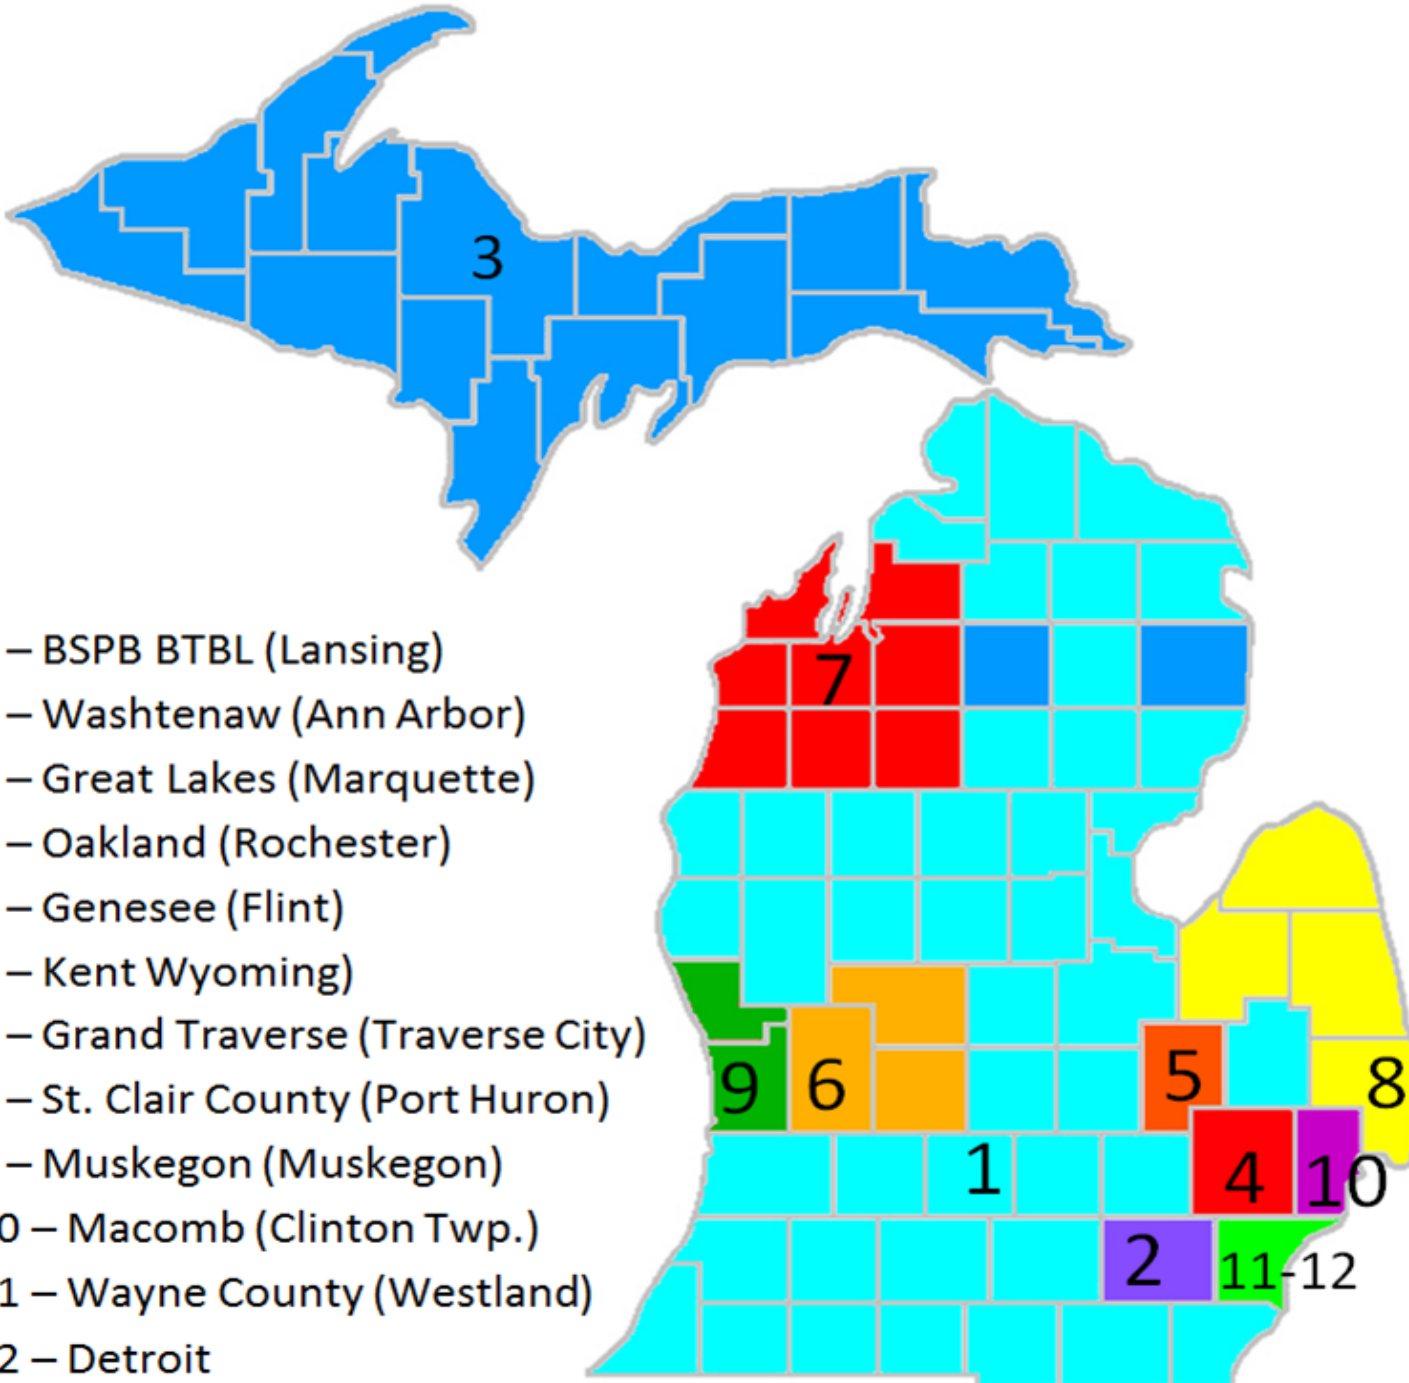 – BSPB BTBL (Lansing)
– Washtenaw (Ann Arbor)
– Great Lakes (Marquette)
– Oakland (Rochester)
– Genesee (Flint)
– Kent Wyoming)
– Grand Traverse (Traverse City)
– St. Clair County (Port Huron)
– Muskegon (Muskegon)
0 – Macomb (Clinton Twp.)
1 – Wayne County (Westland)
2 – Detroit
3
7
9
6
5
8
1
4
10
2
11-12